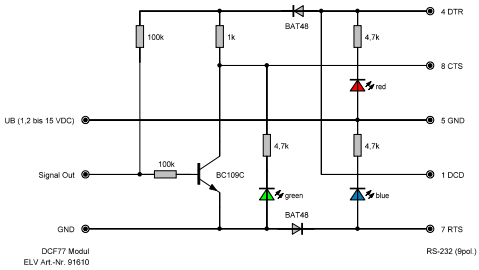 4 DTR
BAT48
100k
1k
4,7k
8 CTS
red
UB (1,2 bis 15 VDC)
5 GND
4,7k
4,7k
100k
Signal Out
BC109C
1 DCD
green
blue
BAT48
GND
7 RTS
DCF77 Modul
RS-232 (9pol.)
ELV Art.-Nr. 91610